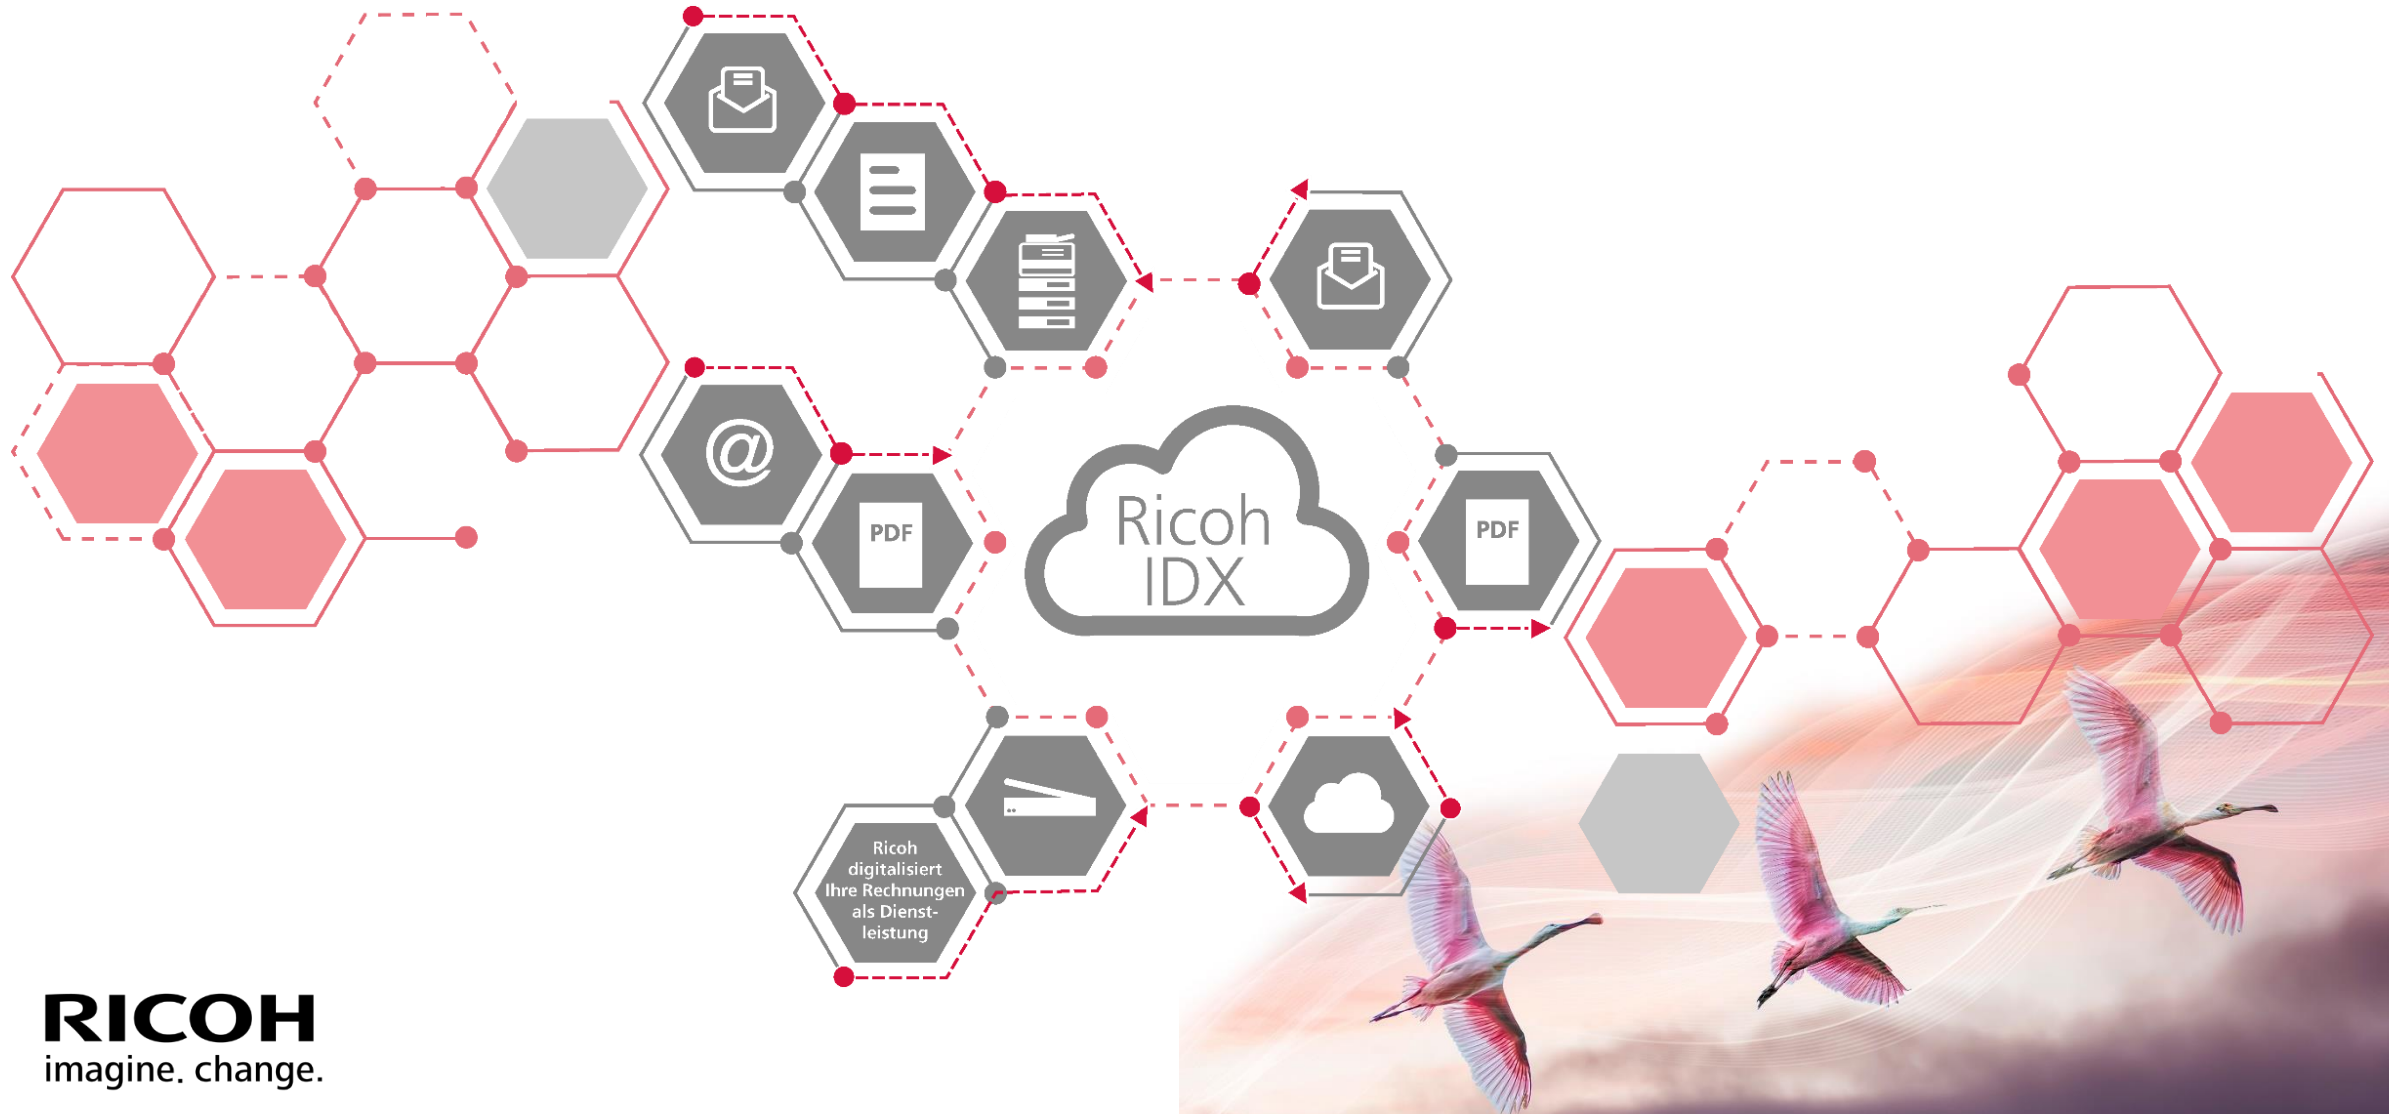 @
PDF
Ricoh
IDX
PDF
Ricoh
digitalisiert
Ihre Rechnungen
als Dienst-
leistung
RICOH
imagine. change.